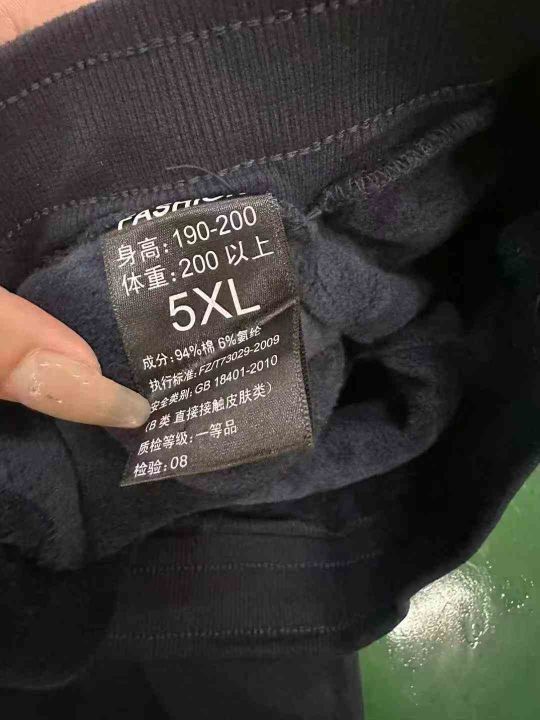 FASHION
身高: 190-200
体重: 200 以上
5XL
成分: 94%棉 6%氨纶
执行标准: FZ/T73029-2009
安全类别: GB 18401-2010
(B 类 直接接触皮肤类)
质检等级: 一等品
检验: 08